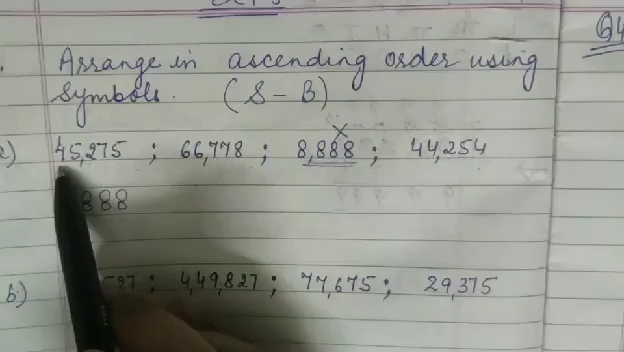 Arrange in ascending order using
Symbols. (S - B)
a) 45,275 ; 66,778 ; 8,888 ; 44,254
888
b) 4,49,827 ; 77,675 ; 29,375
Q4